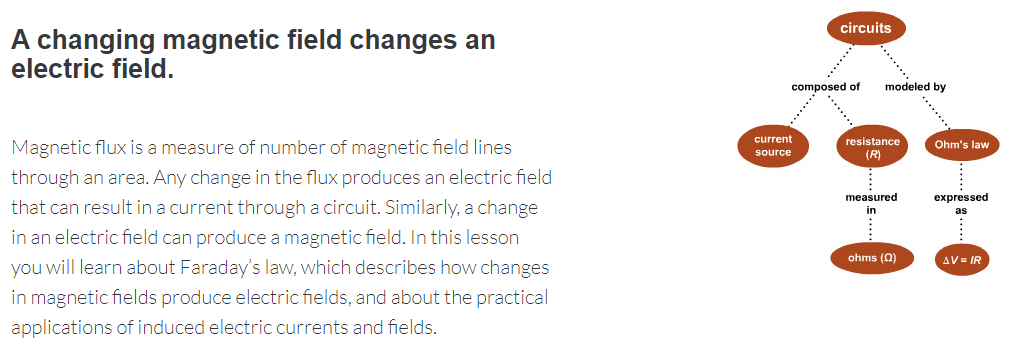 A changing magnetic field changes an
electric field.
Magnetic flux is a measure of number of magnetic field lines
through an area. Any change in the flux produces an electric field
that can result in a current through a circuit. Similarly, a change
in an electric field can produce a magnetic field. In this lesson
you will learn about Faraday’s law, which describes how changes
in magnetic fields produce electric fields, and about the practical
applications of induced electric currents and fields.
circuits
composed of
modeled by
current
source
resistance
(R)
Ohm's law
measured
in
expressed
as
ohms (Ω)
ΔV = IR